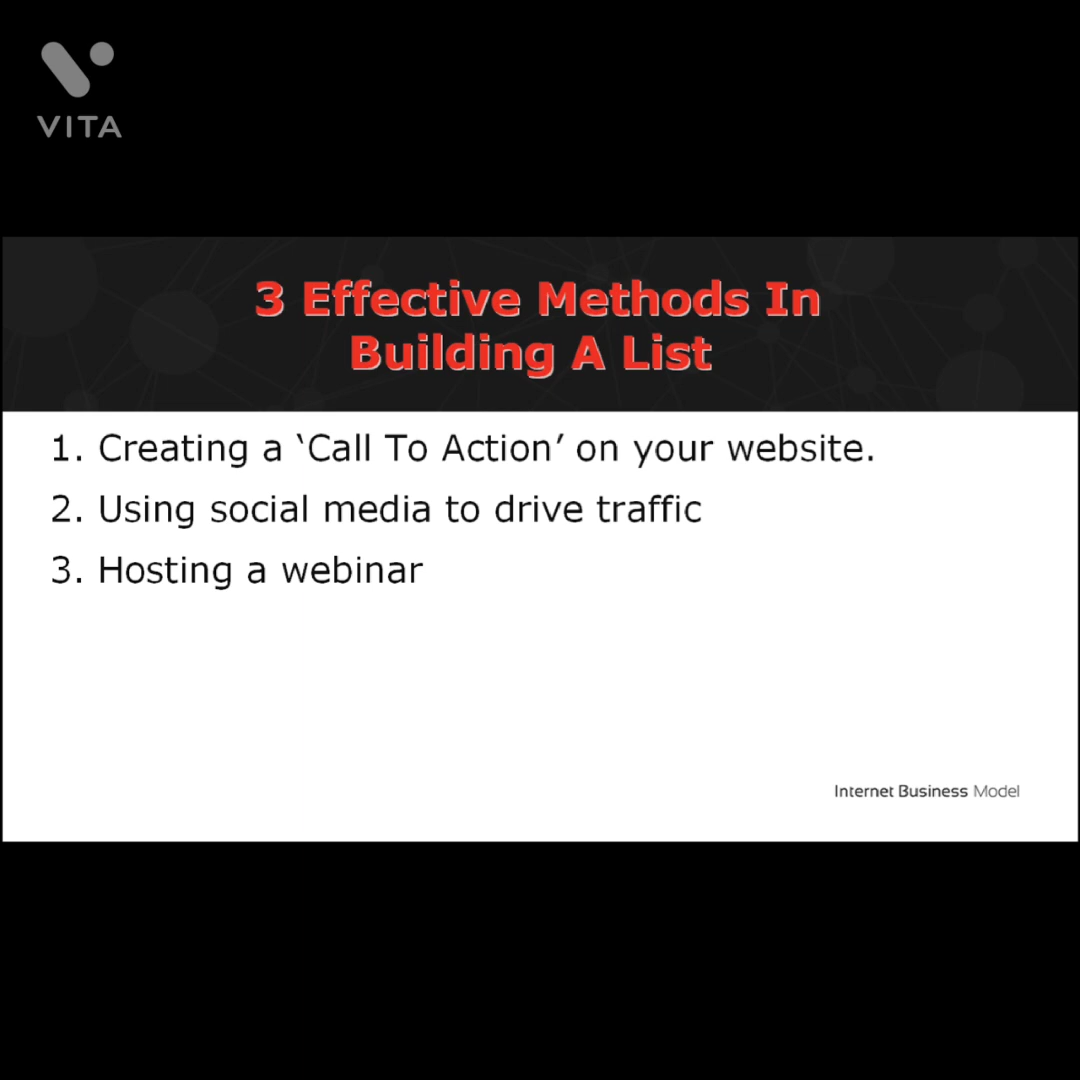 VITA
3 Effective Methods In
Building A List
1. Creating a ‘Call To Action’ on your website.
2. Using social media to drive traffic
3. Hosting a webinar
Internet Business Model